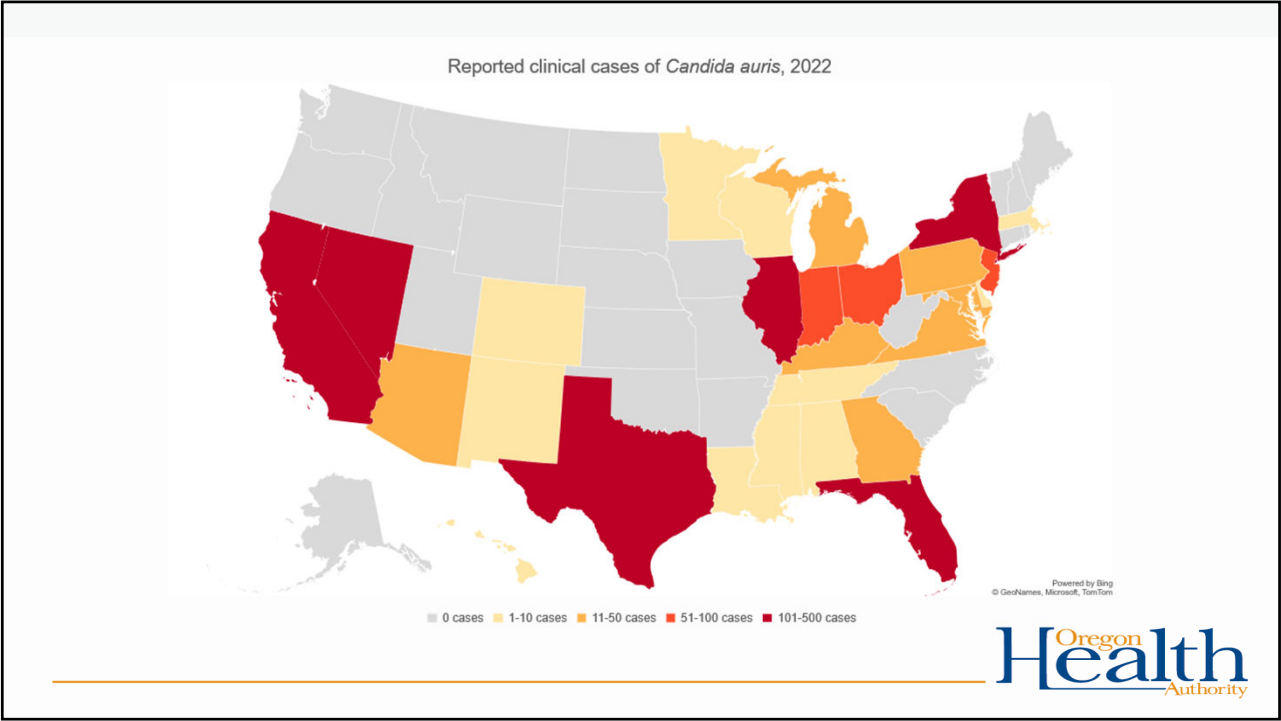 Reported clinical cases of Candida auris, 2022
Powered by Bing
© GeoNames, Microsoft, TomTom
0 cases 1-10 cases 11-50 cases 51-100 cases 101-500 cases
Oregon
Health
Authority